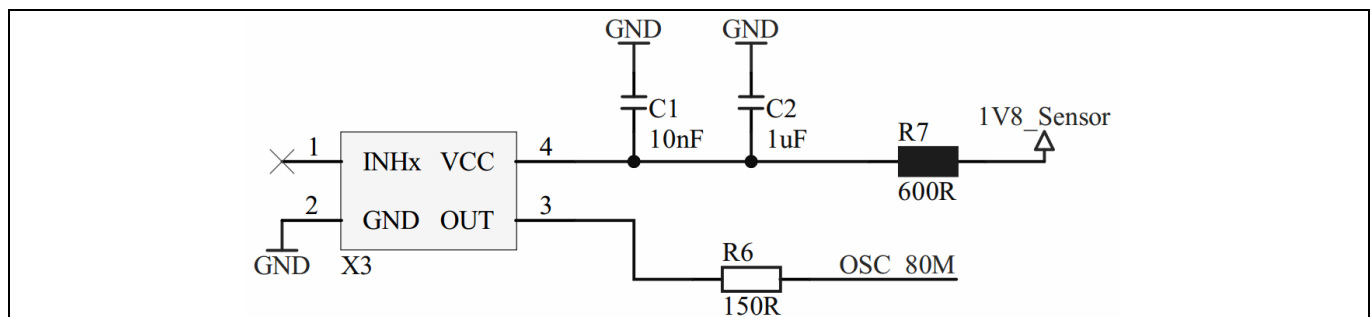 GND GND
C1 C2
10nF 1uF
R7
1V8_Sensor
600R
1 INHx VCC 4
2 GND OUT 3
GND X3
R6
OSC_80M
150R